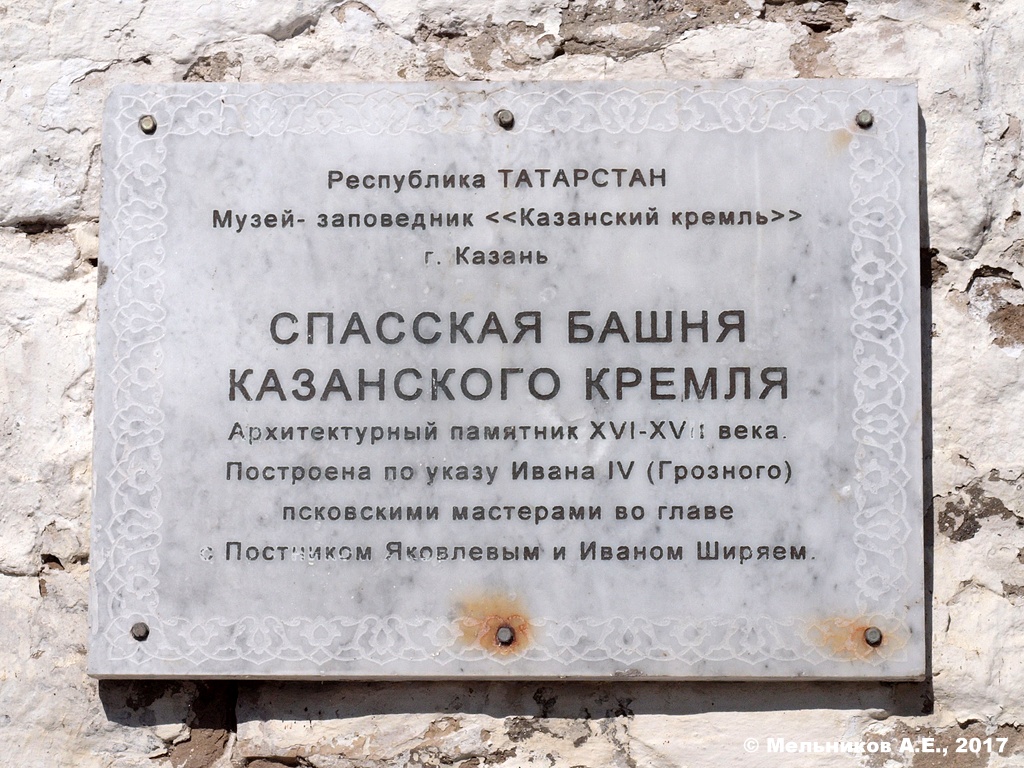 Республика ТАТАРСТАН
Музей- заповедник <<Казанский кремль>>
г. Казань
СПАССКАЯ БАШНЯ
КАЗАНСКОГО КРЕМЛЯ
Архитектурный памятник XVI-XVII века.
Построена по указу Ивана IV (Грозного)
псковскими мастерами во главе
с Постником Яковлевым и Иваном Ширяем.
© Мельников А.Е., 2017